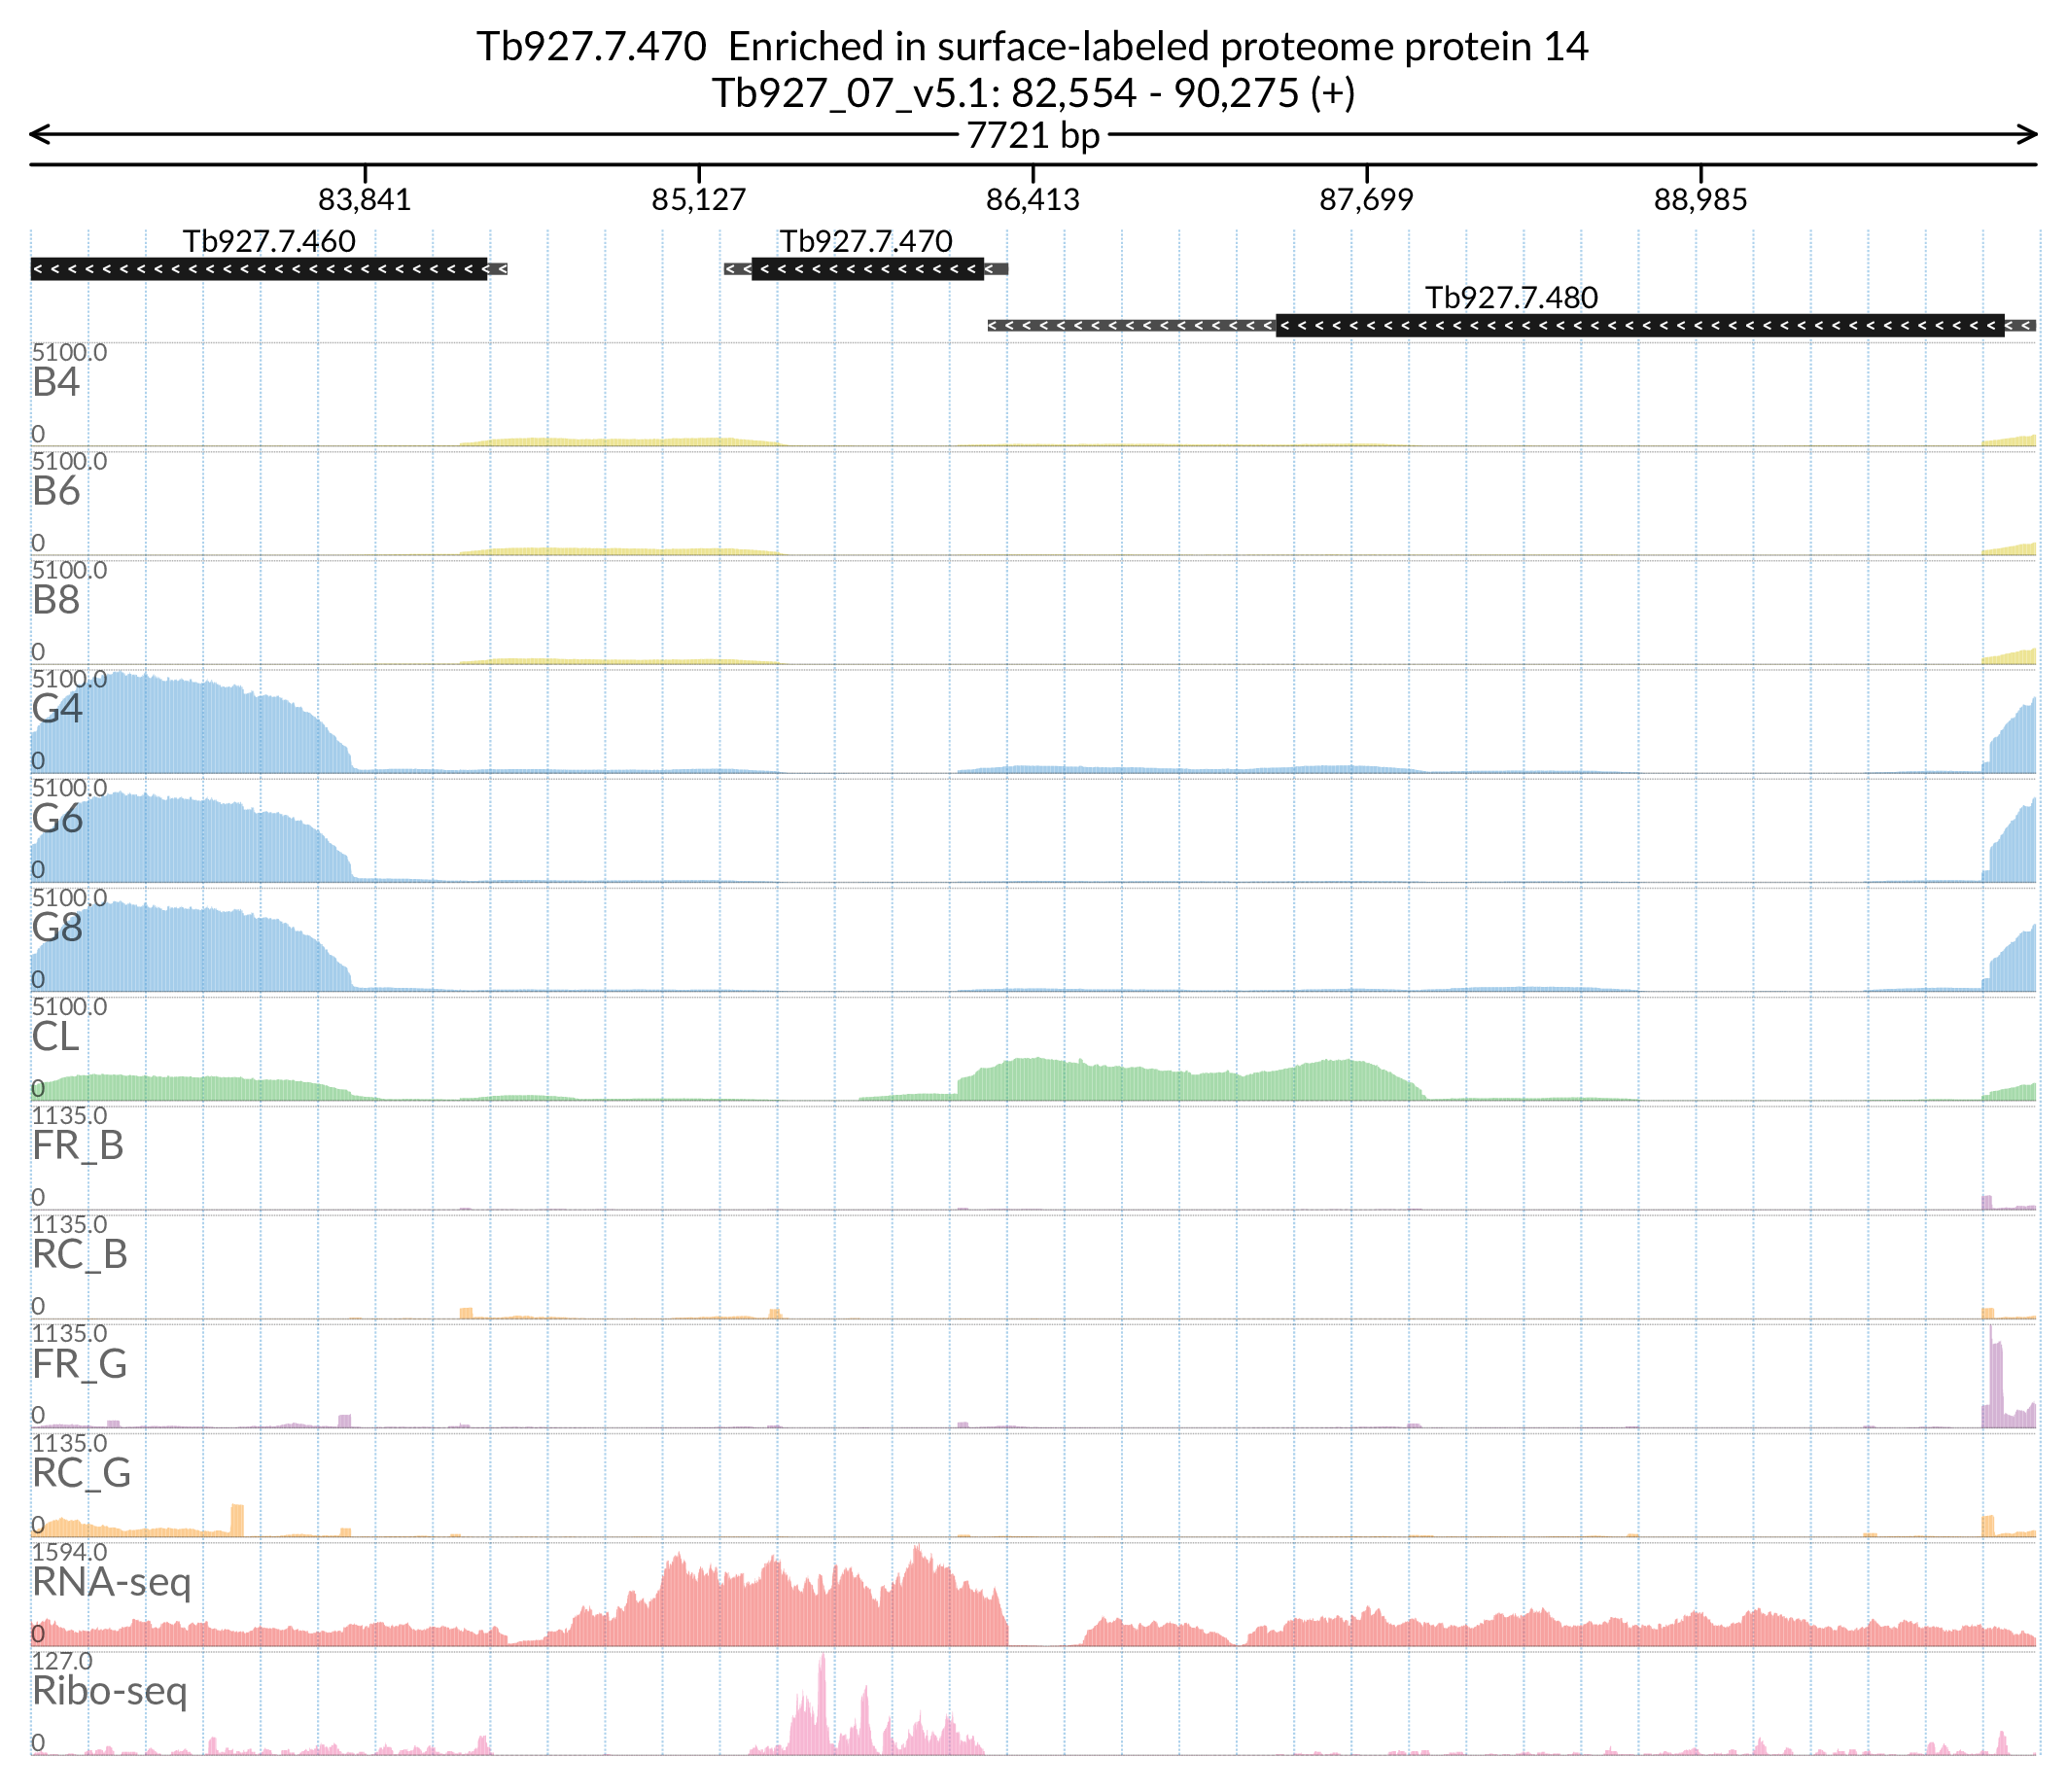 Tb927.7.470  Enriched in surface-labeled proteome protein 14
Tb927_07_v5.1: 82,554 - 90,275 (+)
7721 bp
83,841 85,127 86,413 87,699 88,985
Tb927.7.460 Tb927.7.470
Tb927.7.480
5100.0
B4
0
5100.0
B6
0
5100.0
B8
0
5100.0
G4
0
5100.0
G6
0
5100.0
G8
0
5100.0
CL
0
1135.0
FR_B
0
1135.0
RC_B
0
1135.0
FR_G
0
1135.0
RC_G
0
1594.0
RNA-seq
0
127.0
Ribo-seq
0